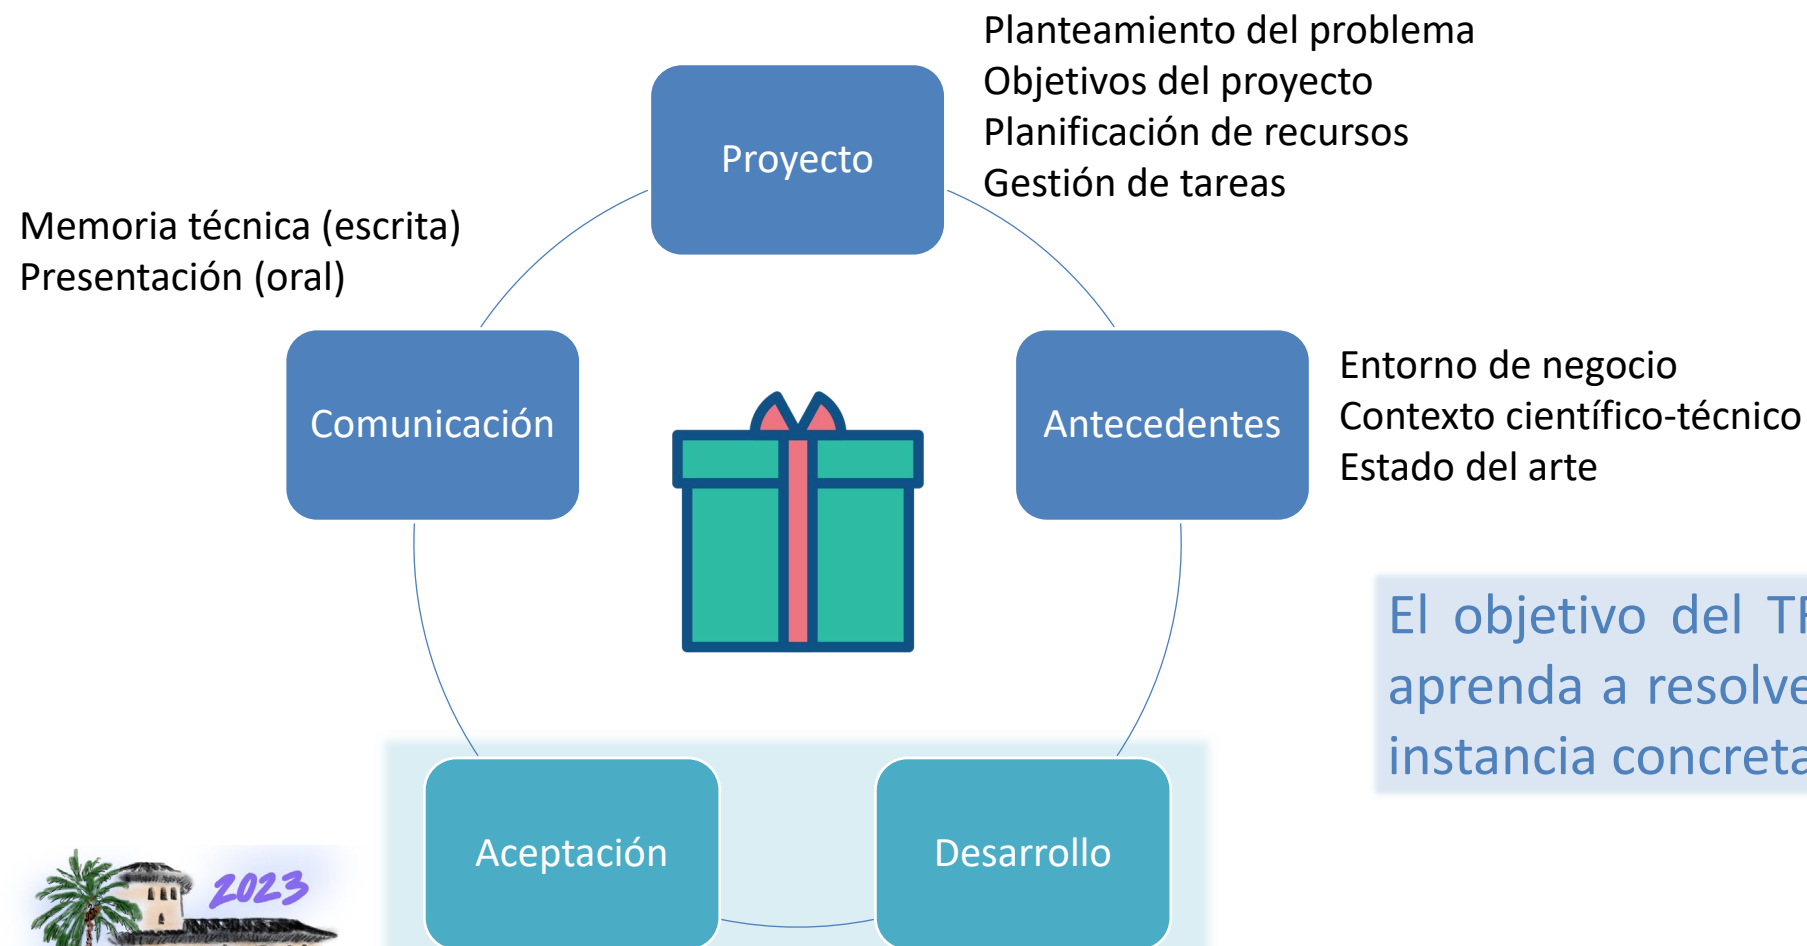 Planteamiento del problema
Objetivos del proyecto
Planificación de recursos
Gestión de tareas
Proyecto
Memoria técnica (escrita)
Presentación (oral)
Comunicación
Antecedentes
Entorno de negocio
Contexto científico-técnico
Estado del arte
El objetivo del
aprenda a
instancia concreta
Aceptación
Desarrollo
2023